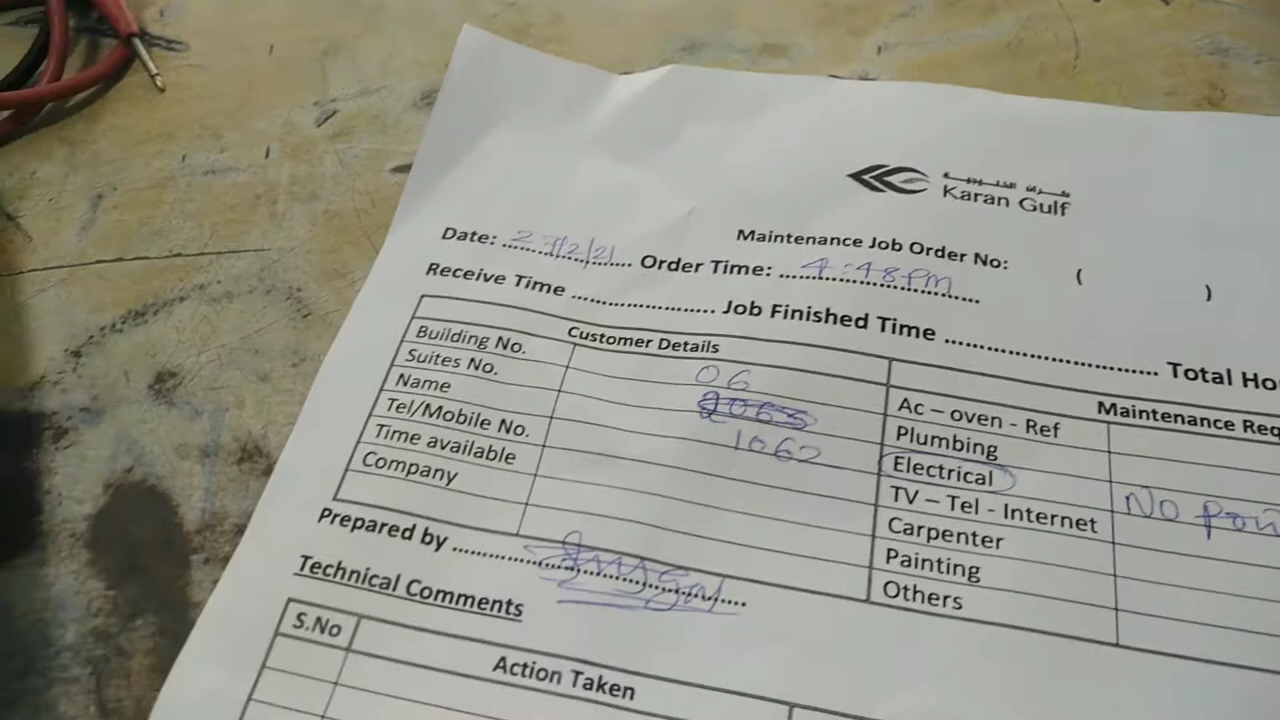 كران الخليجية
Karan Gulf
Maintenance Job Order No: ( )
Date: 27/2/21 Order Time: 4:48PM
Receive Time Job Finished Time Total Ho
Customer Details Maintenance Req
Building No. 06
Suites No. 2065
Name 1062
Tel/Mobile No.
Time available
Company
Ac – oven - Ref
Plumbing
Electrical No
TV – Tel - Internet
Carpenter
Painting
Others
Prepared by
Technical Comments
S.No Action Taken